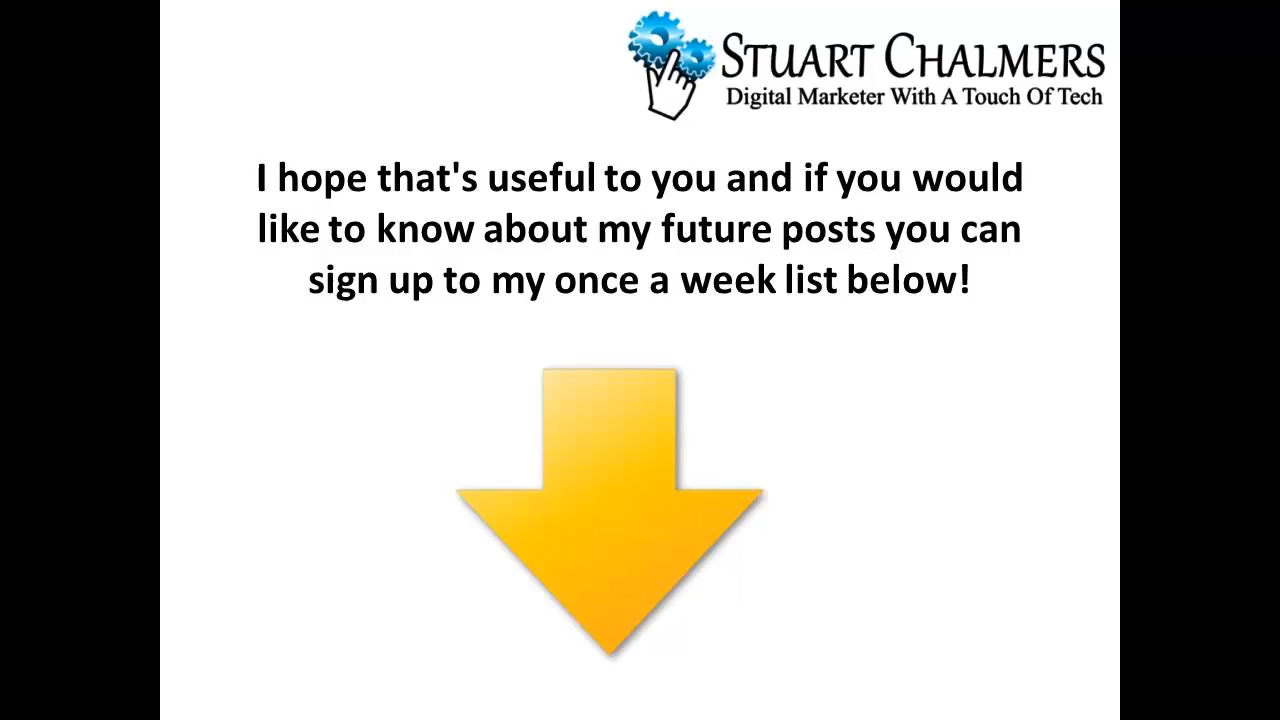 STUART CHALMERS
Digital Marketer With A Touch Of Tech
I hope that's useful to you and if you would
like to know about my future posts you can
sign up to my once a week list below!